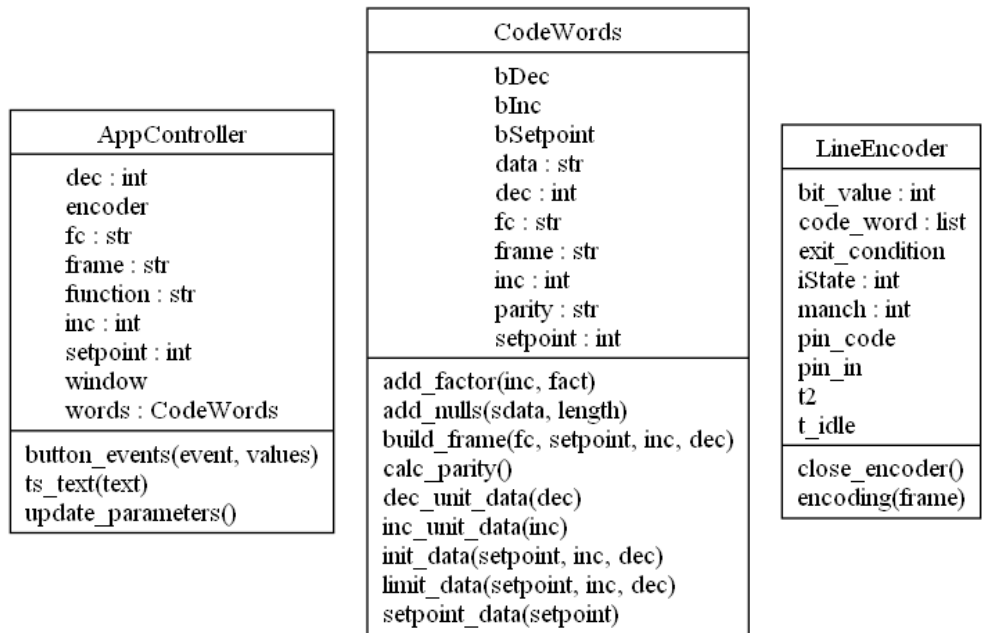 AppController
dec : int
encoder
fc : str
frame : str
function : str
inc : int
setpoint : int
window
words : CodeWords
button_events(event, values)
ts_text(text)
update_parameters()
CodeWords
bDec
bInc
bSetpoint
data : str
dec : int
fc : str
frame : str
inc : int
parity : str
setpoint : int
add_factor(inc, fact)
add_nulls(sdata, length)
build_frame(fc, setpoint, inc, dec)
calc_parity()
dec_unit_data(dec)
inc_unit_data(inc)
init_data(setpoint, inc, dec)
limit_data(setpoint, inc, dec)
setpoint_data(setpoint)
LineEncoder
bit_value : int
code_word : list
exit_condition
iState : int
manch : int
pin_code
pin_in
t2
t_idle
close_encoder()
encoding(frame)